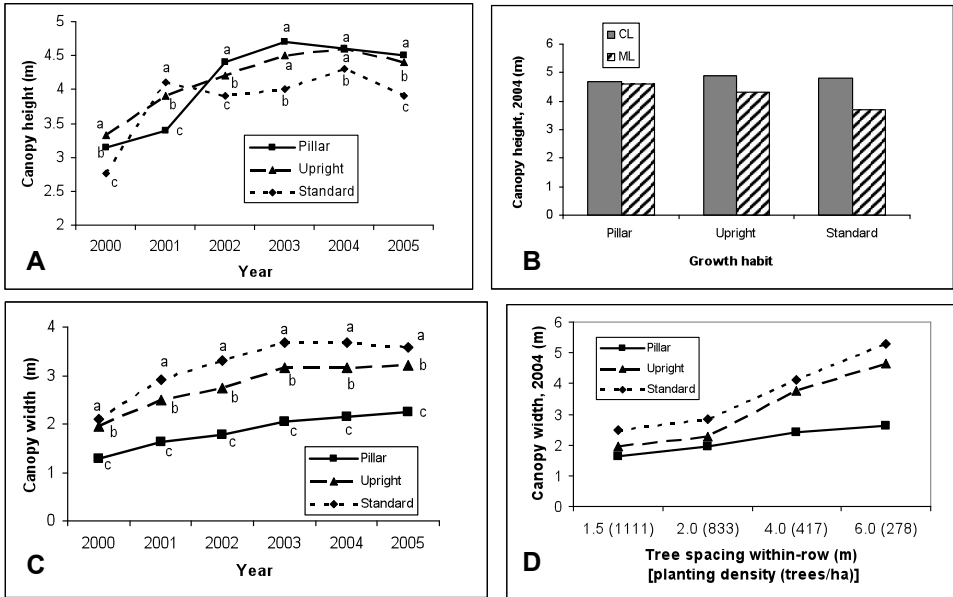 Canopy height (m)
5
4.5
4
3.5
3
2.5
2
a
b
c
a
b
c
a
b
c
a
a
b
a
a
a
b
c
Pillar
Upright
Standard
2000 2001 2002 2003 2004 2005
Year
A
Canopy height, 2004 (m)
6
5
4
3
2
1
0
CL
ML
Pillar Upright Standard
Growth habit
B
Canopy width (m)
4
3
2
1
0
a
b
c
a
b
c
a
b
c
a
b
c
a
b
c
a
b
c
Pillar
Upright
Standard
2000 2001 2002 2003 2004 2005
Year
C
Canopy width, 2004 (m)
6
5
4
3
2
1
0
Pillar
Upright
Standard
1.5 (1111) 2.0 (833) 4.0 (417) 6.0 (278)
Tree spacing within-row (m)
[planting density (trees/ha)]
D